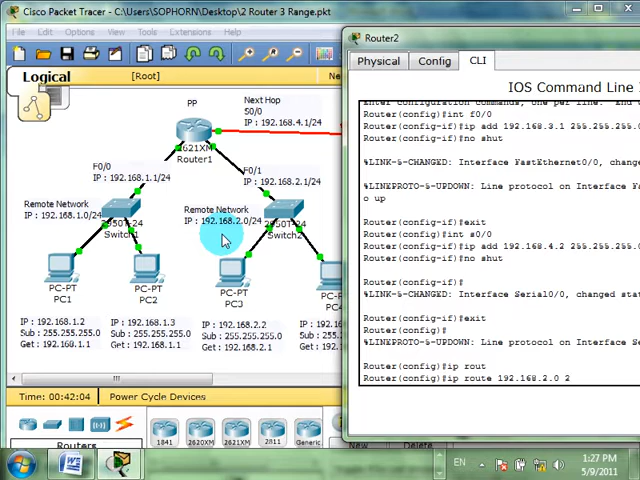 Cisco Packet Tracer - C:\Users\SOPHORN\Desktop\2 Router 3 Range.pkt
File Edit Options View Tools Extensions Help
Logical
[Root]
Router2
Physical
Config
CLI
IOS Command Line
Router(config)#int f0/0
Router(config-if)#ip add 192.168.3.1 255.255.255.0
Router(config-if)#no shut
%LINK-5-CHANGED: Interface FastEthernet0/0, chang
%LINEPROTO-5-UPDOWN: Line protocol on Interface F
o up
Router(config-if)#exit
Router(config)#int s0/0
Router(config-if)#ip add 192.168.4.2 255.255.255.
Router(config-if)#no shut
Router(config-if)#
%LINK-5-CHANGED: Interface Serial0/0, changed sta
Router(config-if)#exit
Router(config)#
%LINEPROTO-5-UPDOWN: Line protocol on Interface Se
Router(config)#ip rout
Router(config)#ip route 192.168.2.0 2
PP
2621XM
Router1
Next Hop
S0/0
IP : 192.168.4.1/24
F0/0
IP : 192.168.1.1/24
F0/1
IP : 192.168.2.1/24
Remote Network
IP : 192.168.1.0/24
Remote Network
IP : 192.168.2.0/24
2950T-24
Switch1
2950T-24
Switch2
PC-PT
PC1
PC-PT
PC2
PC-PT
PC3
PC-PT
PC4
IP : 192.168.1.2
Sub : 255.255.255.0
Get : 192.168.1.1
IP : 192.168.1.3
Sub : 255.255.255.0
Get : 192.168.1.1
IP : 192.168.2.2
Sub : 255.255.255.0
Get : 192.168.2.1
Time: 00:42:04
Power Cycle Devices
Routers
1841
2620XM
2621XM
2811
Generic
New
Delete
EN
1:27 PM
5/9/2011